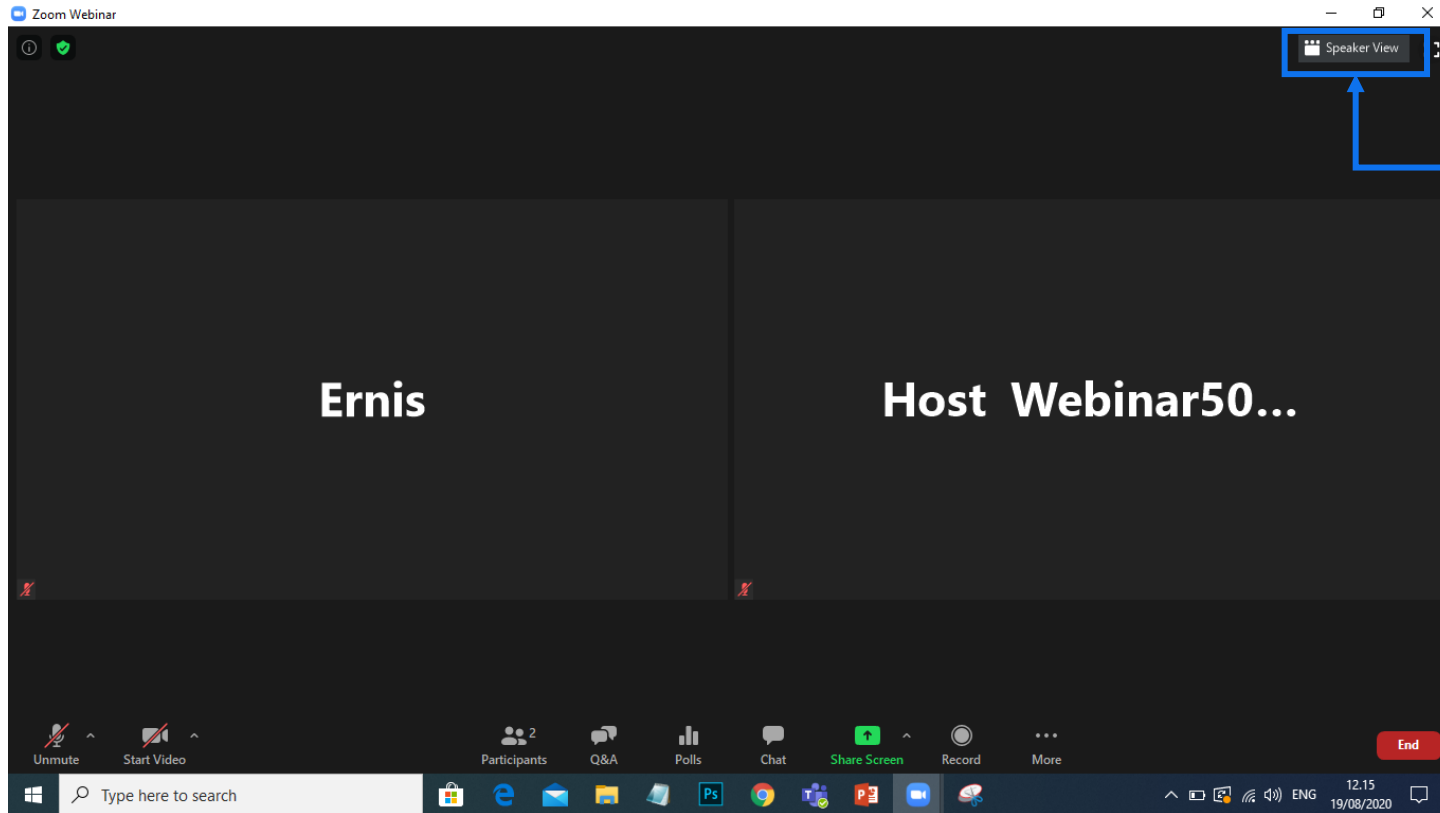 Zoom Webinar
Speaker View
Ernis
Host Webinar50...
Unmute
Start Video
Participants
2
Q&A
Polls
Chat
Share Screen
Record
More
End
Type here to search
Ps
ENG
12.15
19/08/2020